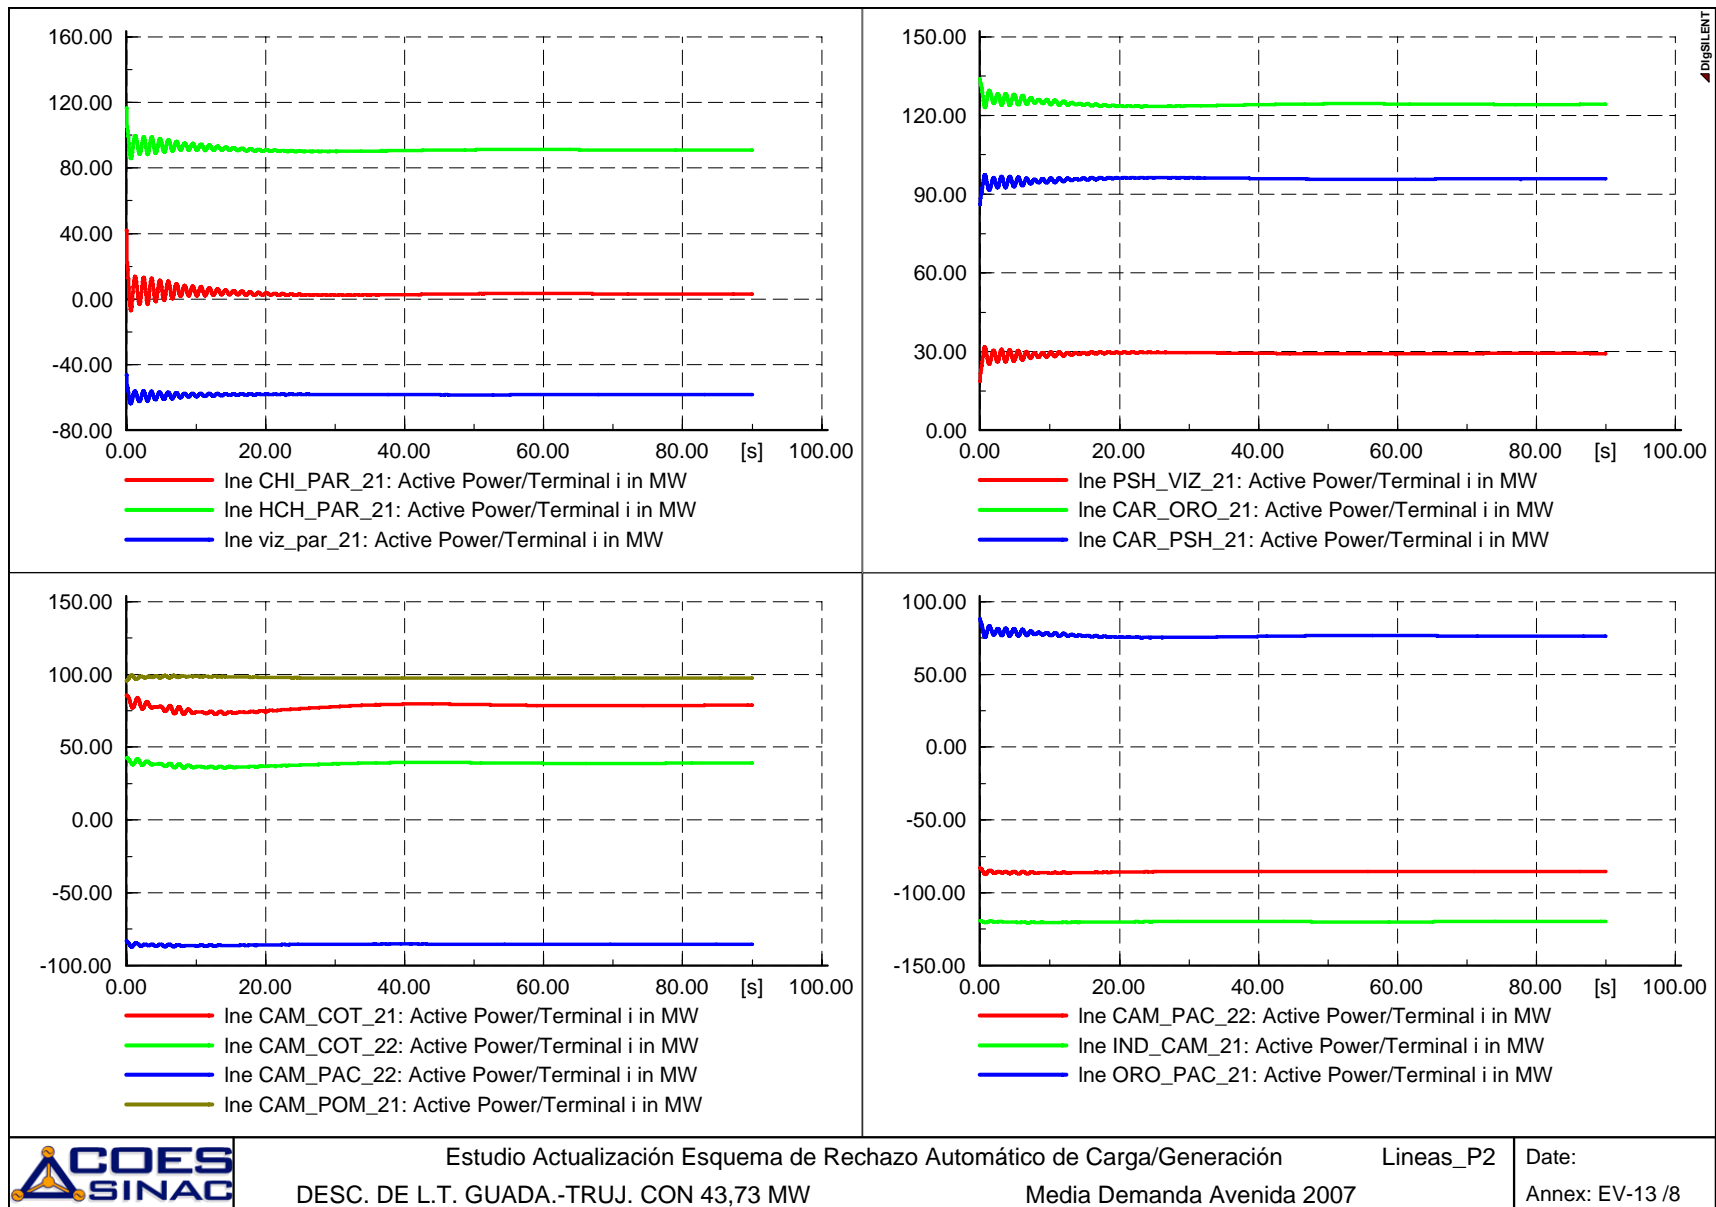 160.00
120.00
80.00
40.00
0.00
-40.00
-80.00
0.00 20.00 40.00 60.00 80.00 [s] 100.00
lne CHI_PAR_21: Active Power/Terminal i in MW
lne HCH_PAR_21: Active Power/Terminal i in MW
lne viz_par_21: Active Power/Terminal i in MW
150.00
120.00
90.00
60.00
30.00
0.00
0.00 20.00 40.00 60.00 80.00 [s] 100.00
lne PSH_VIZ_21: Active Power/Terminal i in MW
lne CAR_ORO_21: Active Power/Terminal i in MW
lne CAR_PSH_21: Active Power/Terminal i in MW
DIgSILENT
150.00
100.00
50.00
0.00
-50.00
-100.00
0.00 20.00 40.00 60.00 80.00 [s] 100.00
lne CAM_COT_21: Active Power/Terminal i in MW
lne CAM_COT_22: Active Power/Terminal i in MW
lne CAM_PAC_22: Active Power/Terminal i in MW
lne CAM_POM_21: Active Power/Terminal i in MW
100.00
50.00
0.00
-50.00
-100.00
-150.00
0.00 20.00 40.00 60.00 80.00 [s] 100.00
lne CAM_PAC_22: Active Power/Terminal i in MW
lne IND_CAM_21: Active Power/Terminal i in MW
lne ORO_PAC_21: Active Power/Terminal i in MW
COES
SINAC
Estudio Actualización Esquema de Rechazo Automático de Carga/Generación Lineas_P2
DESC. DE L.T. GUADA.-TRUJ. CON 43,73 MW Media Demanda Avenida 2007
Date:
Annex: EV-13 /8